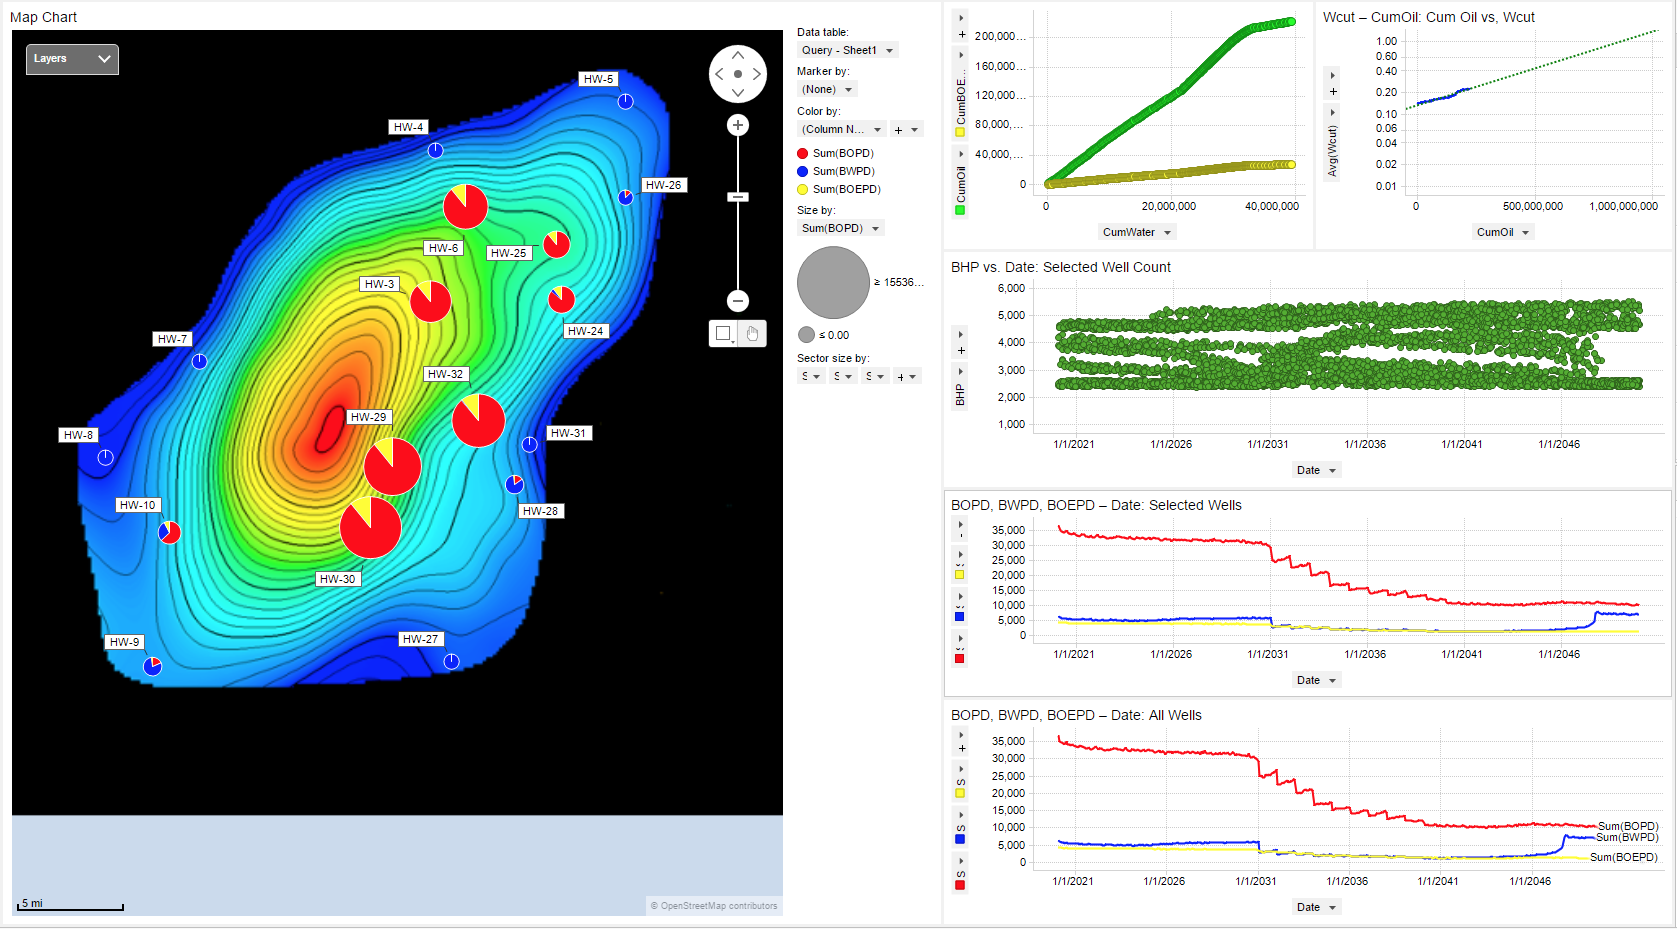 Map Chart
Layers
HW-5
HW-4
HW-26
HW-6
HW-25
HW-3
HW-24
HW-7
HW-32
HW-29
HW-8
HW-31
HW-10
HW-28
HW-30
HW-9
HW-27
5 mi
© OpenStreetMap contributors
Data table:
Query - Sheet1
Marker by:
(None)
Color by:
(Column N...
+
Sum(BOPD)
Sum(BWPD)
Sum(BOEPD)
Size by:
Sum(BOPD)
≥ 15536...
≤ 0.00
Sector size by:
S S S +
+
CumBOE...
CumOil
200,000...
160,000...
120,000...
80,000,...
40,000,...
0
0 20,000,000 40,000,000
CumWater
Wcut – CumOil: Cum Oil vs, Wcut
+
Avg(Wcut)
1.00
0.60
0.40
0.20
0.10
0.06
0.04
0.02
0.01
0 500,000,000 1,000,000,000
CumOil
BHP vs. Date: Selected Well Count
+
BHP
6,000
5,000
4,000
3,000
2,000
1,000
1/1/2021 1/1/2026 1/1/2031 1/1/2036 1/1/2041 1/1/2046
Date
BOPD, BWPD, BOEPD – Date: Selected Wells
35,000
30,000
25,000
20,000
15,000
10,000
5,000
0
1/1/2021 1/1/2026 1/1/2031 1/1/2036 1/1/2041 1/1/2046
Date
BOPD, BWPD, BOEPD – Date: All Wells
+
S
S
S
35,000
30,000
25,000
20,000
15,000
10,000
5,000
0
Sum(BOPD)
Sum(BWPD)
Sum(BOEPD)
1/1/2021 1/1/2026 1/1/2031 1/1/2036 1/1/2041 1/1/2046
Date